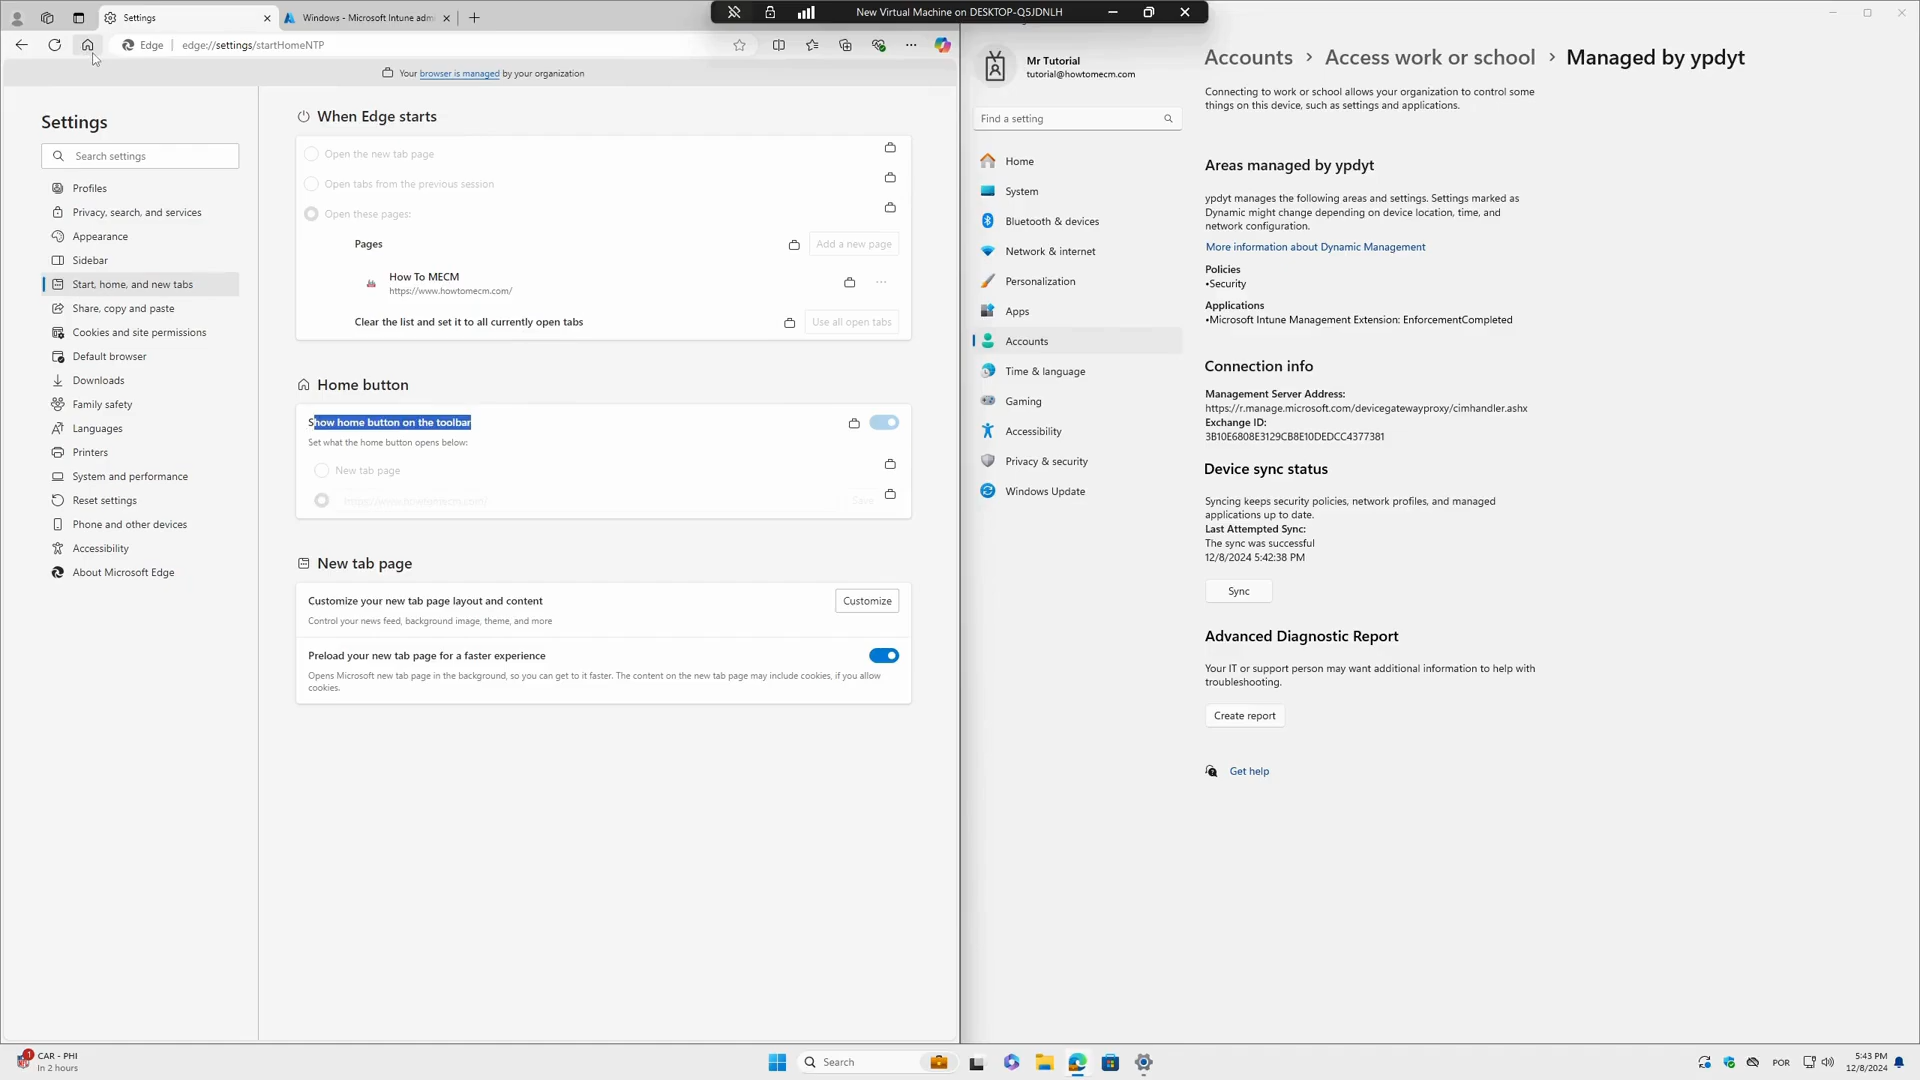 Settings
Windows - Microsoft Intune adm
New Virtual Machine on DESKTOP-Q5JDNLH
Edge
edge://settings/startHomeNTP
Your browser is managed by your organization
Settings
Search settings
Profiles
Privacy, search, and services
Appearance
Sidebar
Start, home, and new tabs
Share, copy and paste
Cookies and site permissions
Default browser
Downloads
Family safety
Languages
Printers
System and performance
Reset settings
Phone and other devices
Accessibility
About Microsoft Edge
When Edge starts
Open the new tab page
Open tabs from the previous session
Open these pages:
Pages
Add a new page
How To MECM
https://www.howtomecm.com/
Clear the list and set it to all currently open tabs
Use all open tabs
Home button
Show home button on the toolbar
Set what the home button opens below:
New tab page
https://www.howtomecm.com/
Save
New tab page
Customize your new tab page layout and content
Customize
Control your news feed, background image, theme, and more
Preload your new tab page for a faster experience
Opens Microsoft new tab page in the background, so you can get to it faster. The content on the new tab page may include cookies, if you allow
cookies.
Mr Tutorial
tutorial@howtomecm.com
Find a setting
Home
System
Bluetooth & devices
Network & internet
Personalization
Apps
Accounts
Time & language
Gaming
Accessibility
Privacy & security
Windows Update
Accounts > Access work or school > Managed by ypdyt
Connecting to work or school allows your organization to control some
things on this device, such as settings and applications.
Areas managed by ypdyt
ypdyt manages the following areas and settings. Settings marked as
Dynamic might change depending on device location, time, and
network configuration.
More information about Dynamic Management
Policies
•Security
Applications
•Microsoft Intune Management Extension: EnforcementCompleted
Connection info
Management Server Address:
https://r.manage.microsoft.com/devicegatewayproxy/cimhandler.ashx
Exchange ID:
3B10E6808E3129CB8E10DEDCC4377381
Device sync status
Syncing keeps security policies, network profiles, and managed
applications up to date.
Last Attempted Sync:
The sync was successful
12/8/2024 5:42:38 PM
Sync
Advanced Diagnostic Report
Your IT or support person may want additional information to help with
troubleshooting.
Create report
Get help
1
CAR - PHI
In 2 hours
Search
POR
5:43 PM
12/8/2024